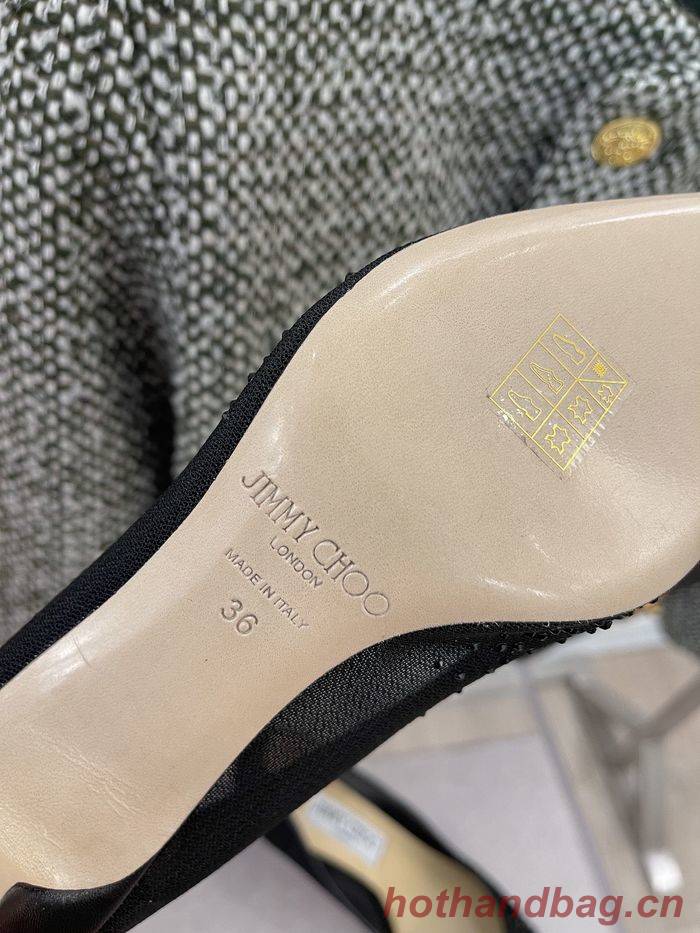 JIMMY CHOO
LONDON
MADE IN ITALY
36
hothandbag.cn